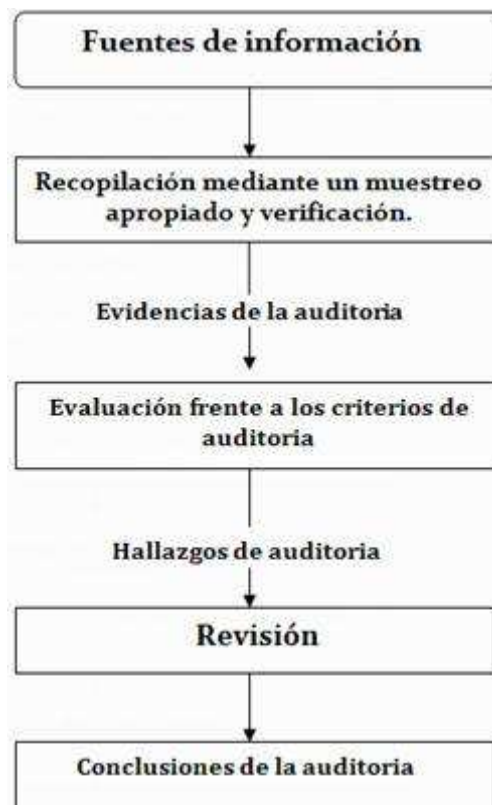 Fuentes de información
Recopilación mediante un muestreo
apropiado y verificación.
Evidencias de la auditoria
Evaluación frente a los criterios de
auditoria
Hallazgos de auditoria
Revisión
Conclusiones de la auditoria